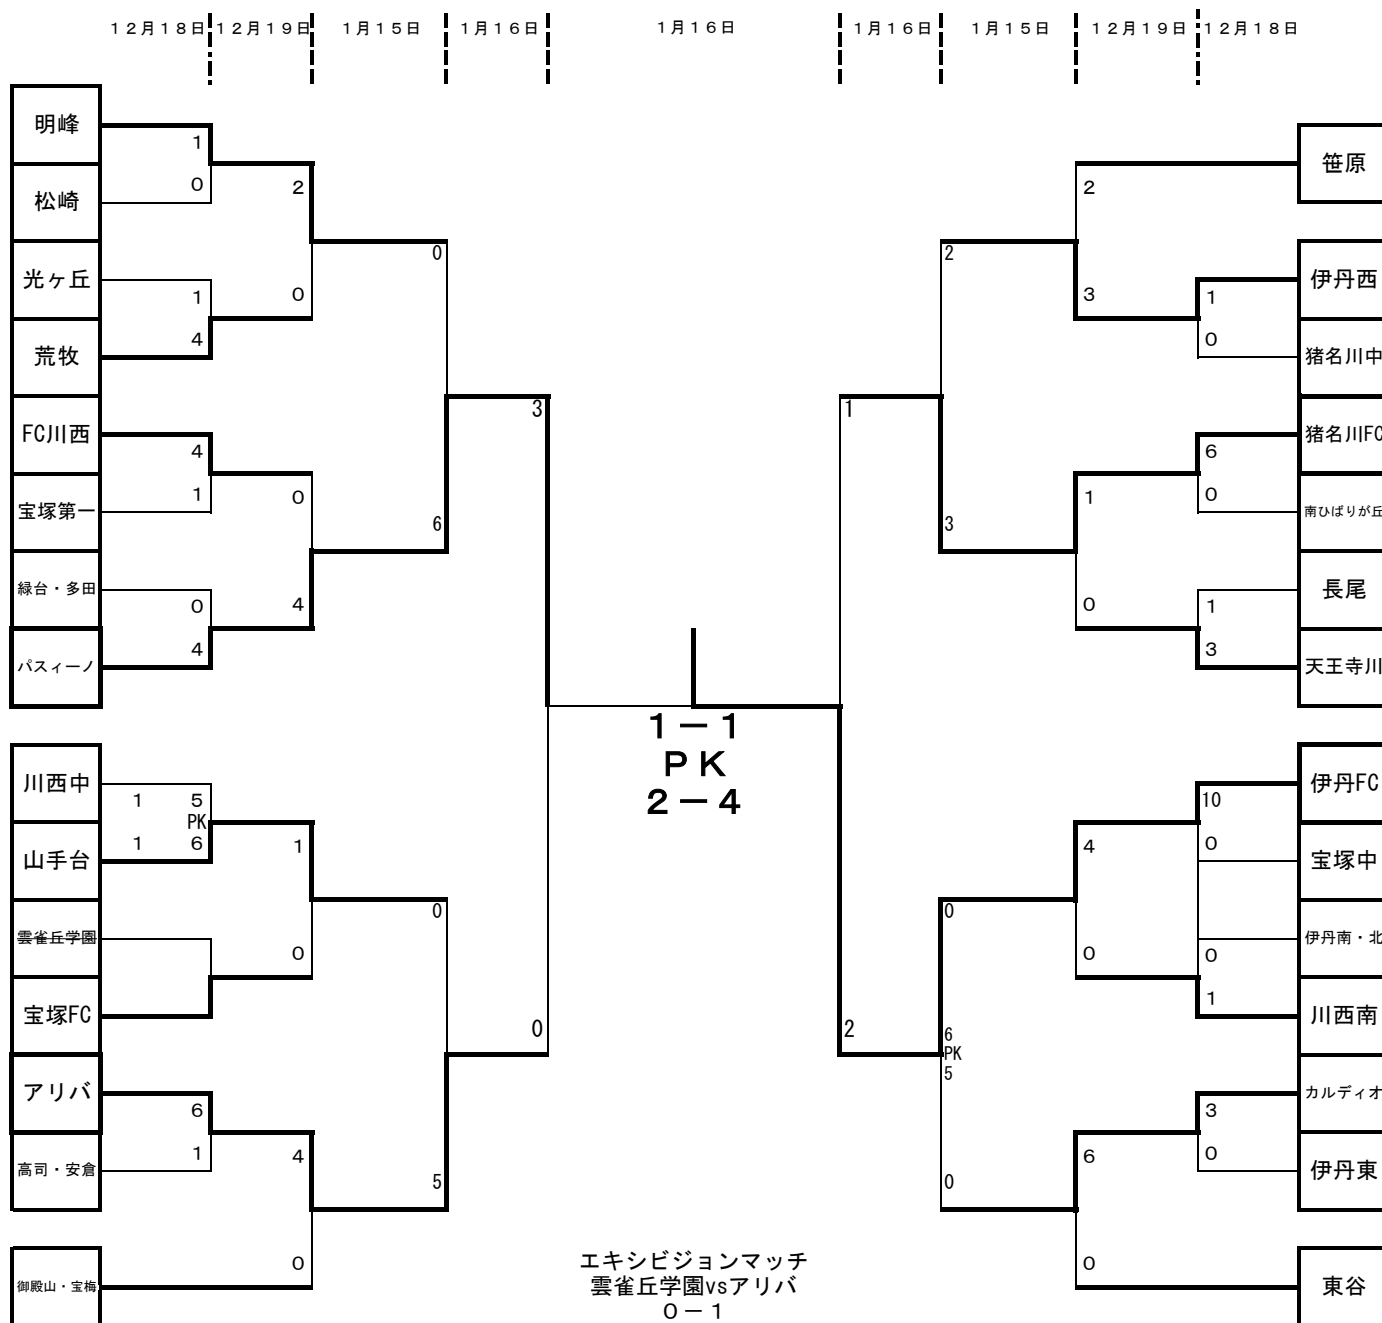 12月18日 12月19日 1月15日 1月16日 1月16日 1月16日 1月15日 12月19日 12月18日
明峰
1
0
松崎
2
0
光ヶ丘
1
4
荒牧
0
6
FC川西
4
1
宝塚第一
0
4
緑台・多田
0
4
パスィーノ
3
0
川西中
1 5
PK
1 6
山手台
1
0
雲雀丘学園
宝塚FC
0
5
アリバ
6
1
高司・安倉
4
0
御殿山・宝梅
1－1
PK
2－4
エキシビジョンマッチ
雲雀丘学園vsアリバ
0－1
笹原
2
3
伊丹西
1
0
猪名川中
2
3
猪名川FC
6
0
南ひばりが丘
1
0
長尾
1
3
天王寺川
1
2
伊丹FC
10
0
宝塚中
4
0
伊丹南・北
0
1
川西南
0
6
PK
5
0
カルディオ
3
0
伊丹東
6
0
東谷